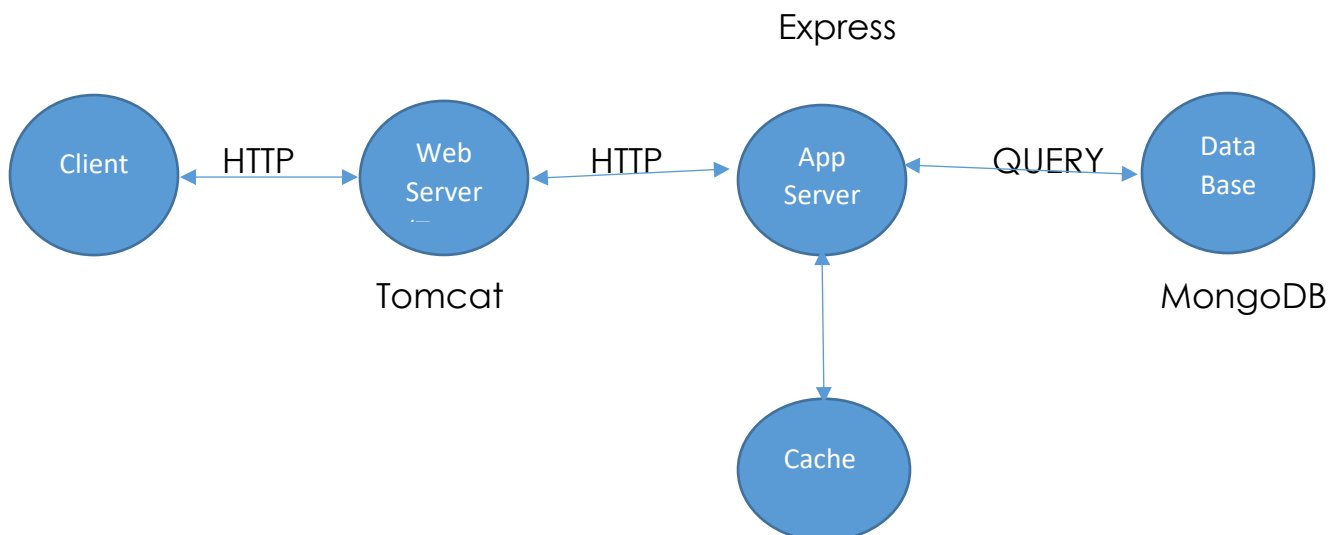 Express
Client
HTTP
Web
Server
HTTP
App
Server
QUERY
Data
Base
Tomcat
MongoDB
Cache